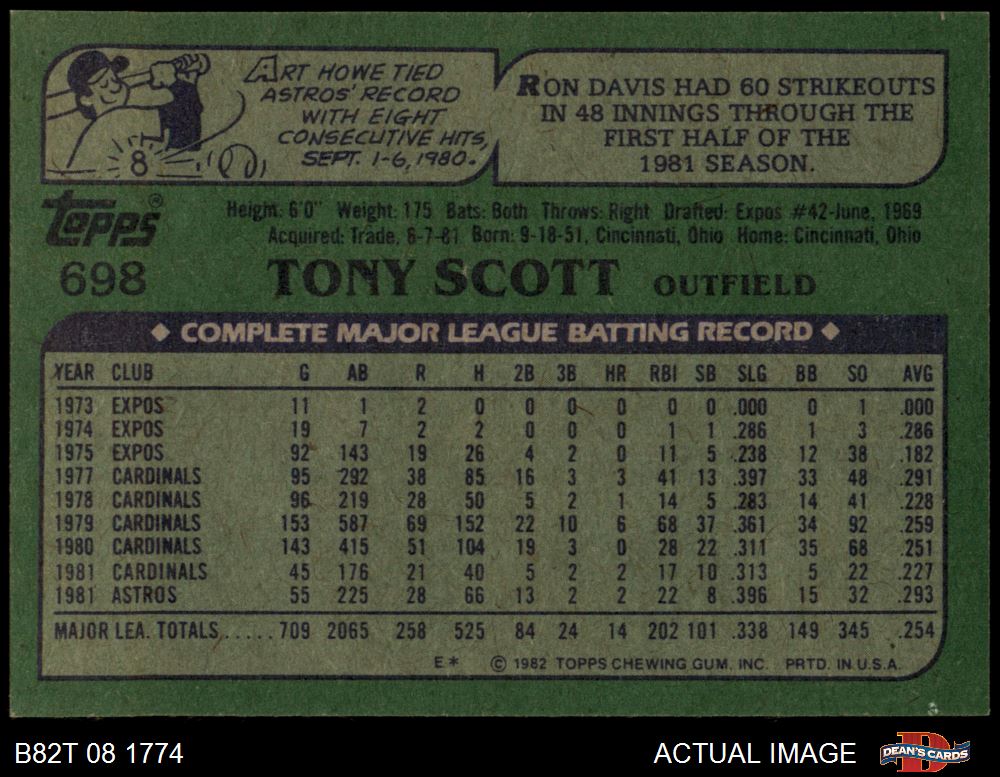 ART HOWE TIED
ASTROS' RECORD
WITH EIGHT
CONSECUTIVE HITS,
SEPT. 1-6, 1980.
8
RON DAVIS HAD 60 STRIKEOUTS
IN 48 INNINGS THROUGH THE
FIRST HALF OF THE
1981 SEASON.
TOPPS®
Height: 6'0" Weight: 175 Bats: Both Throws: Right Drafted: Expos #42-June, 1969
Acquired: Trade, 6-7-81 Born: 9-18-51, Cincinnati, Ohio Home: Cincinnati, Ohio
698 TONY SCOTT OUTFIELD
◆ COMPLETE MAJOR LEAGUE BATTING RECORD ◆
YEAR CLUB G AB R H 2B 3B HR RBI SB SLG BB SO AVG
1973 EXPOS 11 1 2 0 0 0 0 0 0 .000 0 1 .000
1974 EXPOS 19 7 2 2 0 0 0 1 1 .286 1 3 .286
1975 EXPOS 92 143 19 26 4 2 0 11 5 .238 12 38 .182
1977 CARDINALS 95 292 38 85 16 3 3 41 13 .397 33 48 .291
1978 CARDINALS 96 219 28 50 5 2 1 14 5 .283 14 41 .228
1979 CARDINALS 153 587 69 152 22 10 6 68 37 .361 34 92 .259
1980 CARDINALS 143 415 51 104 19 3 0 28 22 .311 35 68 .251
1981 CARDINALS 45 176 21 40 5 2 2 17 10 .313 5 22 .227
1981 ASTROS 55 225 28 66 13 2 2 22 8 .396 15 32 .293
MAJOR LEA. TOTALS.....709 2065 258 525 84 24 14 202 101 .338 149 345 .254
E* © 1982 TOPPS CHEWING GUM, INC. PRTD. IN U.S.A.
B82T 08 1774 ACTUAL IMAGE DEAN'S CARDS